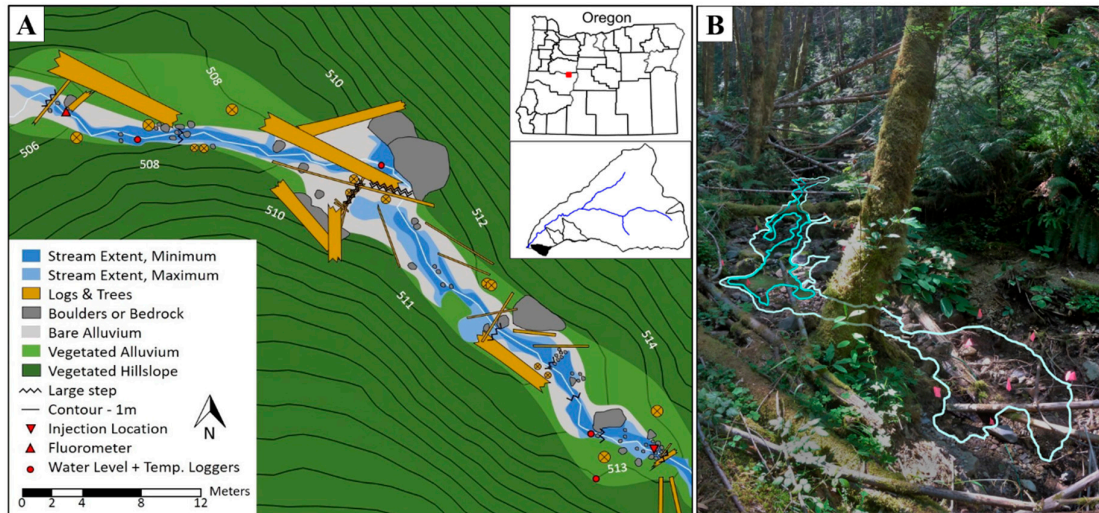 A
Oregon
B
508
510
506
508
510
512
511
514
513
Stream Extent, Minimum
Stream Extent, Maximum
Logs & Trees
Boulders or Bedrock
Bare Alluvium
Vegetated Alluvium
Vegetated Hillslope
Large step
Contour - 1m
Injection Location
Fluorometer
Water Level + Temp. Loggers
N
Meters
0 2 4 8 12